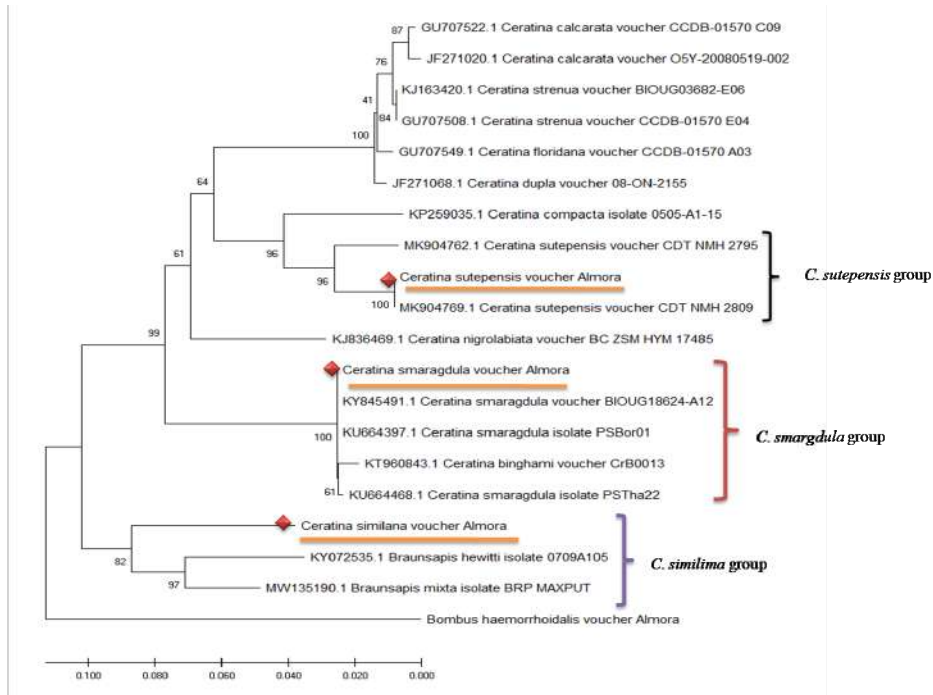 87
GU707522.1 Ceratina calcarata voucher CCDB-01570 C09
JF271020.1 Ceratina calcarata voucher O5Y-20080519-002
76
KJ163420.1 Ceratina strenua voucher BIOUG03682-E06
41
84
GU707508.1 Ceratina strenua voucher CCDB-01570 E04
100
GU707549.1 Ceratina floridana voucher CCDB-01570 A03
JF271068.1 Ceratina dupla voucher 08-ON-2155
64
KP259035.1 Ceratina compacta isolate 0505-A1-15
96
MK904762.1 Ceratina sutepensis voucher CDT NMH 2795
61
96
Ceratina sutepensis voucher Almora
C. sutepensis group
100
MK904769.1 Ceratina sutepensis voucher CDT NMH 2809
99
KJ836469.1 Ceratina nigrolabiata voucher BC ZSM HYM 17485
Ceratina smaragdula voucher Almora
KY845491.1 Ceratina smaragdula voucher BIOUG18624-A12
100
KU664397.1 Ceratina smaragdula isolate PSBor01
C. smargdula group
KT960843.1 Ceratina binghami voucher CrB0013
61
KU664468.1 Ceratina smaragdula isolate PSTha22
Ceratina similana voucher Almora
82
KY072535.1 Braunsapis hewitti isolate 0709A105
C. similima group
97
MW135190.1 Braunsapis mixta isolate BRP MAXPUT
Bombus haemorrhoidalis voucher Almora
0.100 0.080 0.060 0.040 0.020 0.000